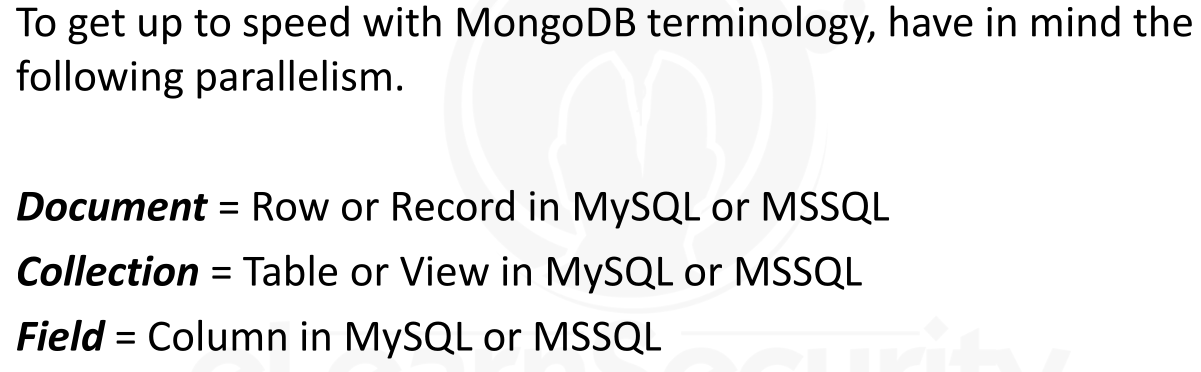 To get up to speed with MongoDB terminology, have in mind the
following parallelism.
Document = Row or Record in MySQL or MSSQL
Collection = Table or View in MySQL or MSSQL
Field = Column in MySQL or MSSQL
eLearnSecurity